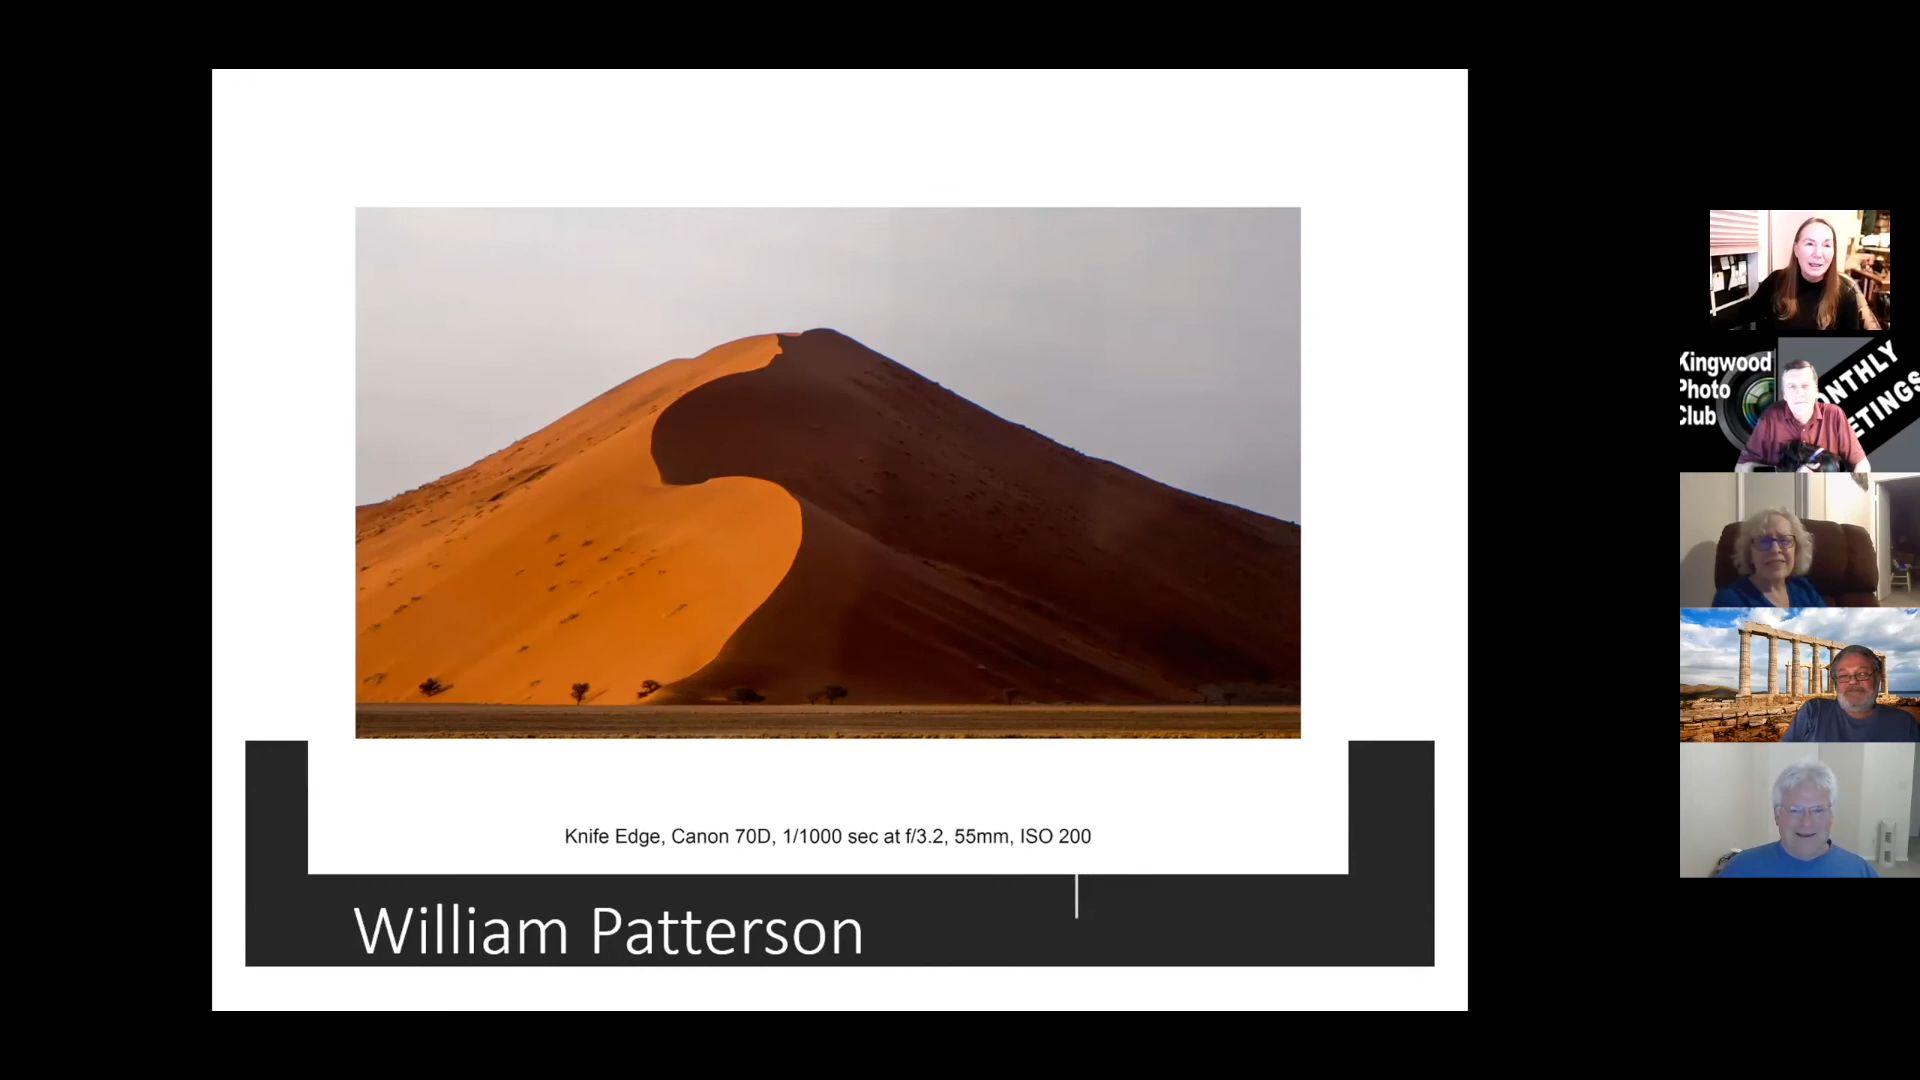 Kingwood
Photo
Club
MONTHLY
MEETINGS
Knife Edge, Canon 70D, 1/1000 sec at f/3.2, 55mm, ISO 200
William Patterson